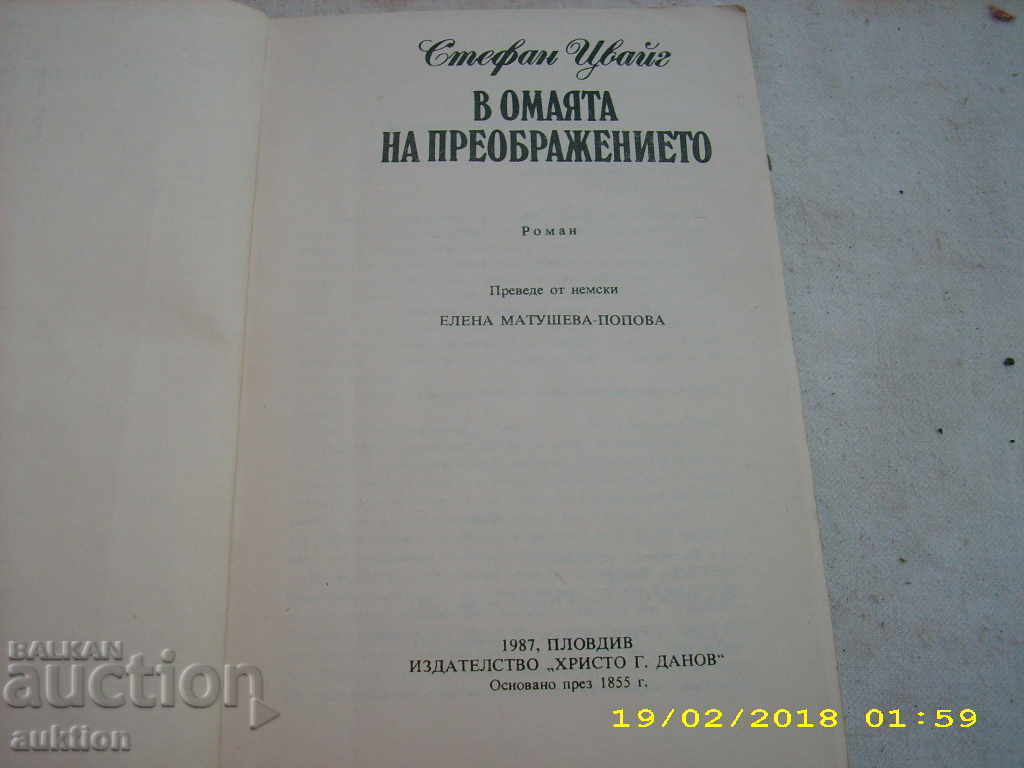 Стефан Цвайг
В ОМАЯТА
НА ПРЕОБРАЖЕНИЕТО
Роман
Преведе от немски
ЕЛЕНА МАТУШЕВА-ПОПОВА
1987, ПЛОВДИВ
ИЗДАТЕЛСТВО „ХРИСТО Г. ДАНОВ“
Основано през 1855 г.
BALKAN
auction
auktion
19/02/2018 01:59